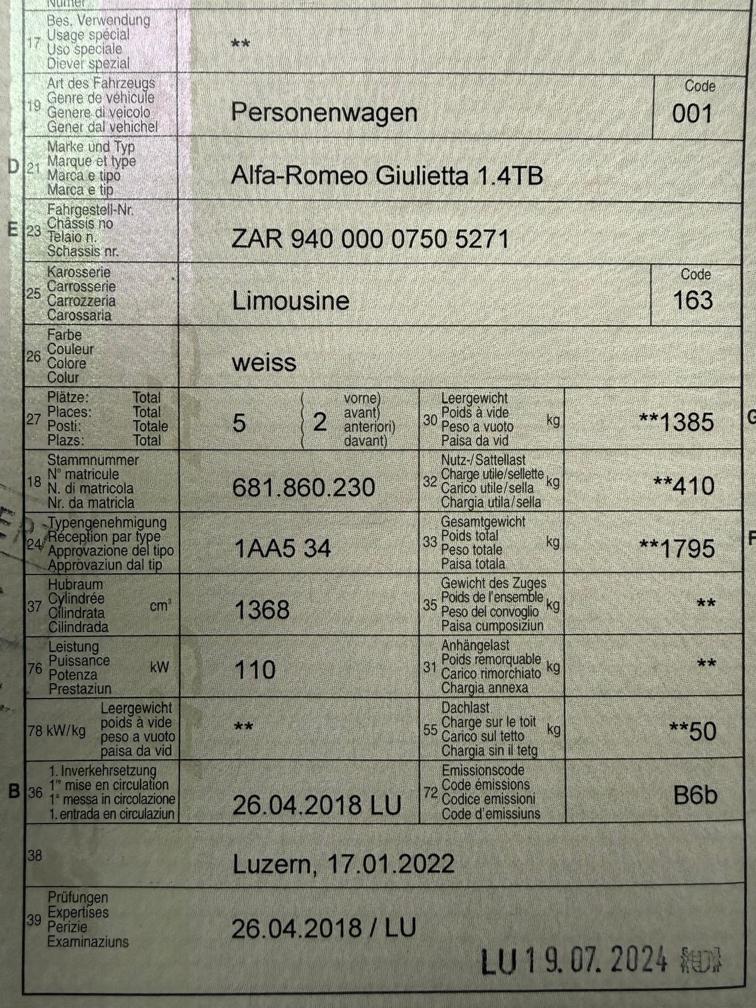 17 Bes. Verwendung
Usage spécial
Uso speciale
Diever spezial
**
19 Art des Fahrzeugs
Genre de véhicule
Genere di veicolo
Gener dal vehichel
Personenwagen
Code
001
D 21 Marke und Typ
Marque et type
Marca e tipo
Marca e tip
Alfa-Romeo Giulietta 1.4TB
E 23 Fahrgestell-Nr.
Châssis no
Telaio n.
Schassis nr.
ZAR 940 000 0750 5271
25 Karosserie
Carrosserie
Carrozzeria
Carossaria
Limousine
Code
163
26 Farbe
Couleur
Colore
Colur
weiss
27 Plätze: Total
Places: Total
Posti: Totale
Plazs: Total
5
( vorne)
( avant)
( anteriori)
( davant)
2
30 Leergewicht
Poids à vide
Peso a vuoto
Paisa da vid
kg
**1385
G
18 Stammnummer
N° matricule
N. di matricola
Nr. da matricla
681.860.230
32 Nutz-/Sattellast
Charge utile/sellette
Carico utile/sella
Chargia utila/sella
kg
**410
24 Typengenehmigung
Réception par type
Approvazione del tipo
Approvaziun dal tip
1AA5 34
33 Gesamtgewicht
Poids total
Peso totale
Paisa totala
kg
**1795
F
37 Hubraum
Cylindrée
Cilindrata
Cilindrada
cm³
1368
35 Gewicht des Zuges
Poids de l'ensemble
Peso del convoglio
Paisa cumposiziun
kg
**
76 Leistung
Puissance
Potenza
Prestaziun
kW
110
31 Anhängelast
Poids remorquable
Carico rimorchiato
Chargia annexa
kg
**
78 kW/kg
Leergewicht
poids à vide
peso a vuoto
paisa da vid
**
55 Dachlast
Charge sur le toit
Carico sul tetto
Chargia sin il tetg
kg
**50
B 36 1. Inverkehrsetzung
1re mise en circulation
1a messa in circolazione
1. entrada en circulaziun
26.04.2018 LU
72 Emissionscode
Code émissions
Codice emissioni
Code d'emissiuns
B6b
38
Luzern, 17.01.2022
39 Prüfungen
Expertises
Perizie
Examinaziuns
26.04.2018 / LU
LU 19. 07. 2024